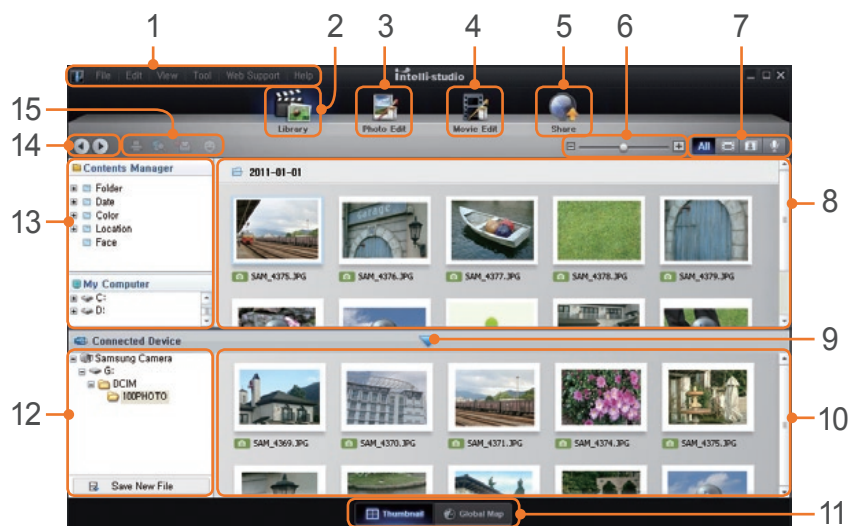 1 2 3 4 5 6 7
File Edit View Tool Web Support Help
intelli-studio
15
Library Photo Edit Movie Edit Share
14
All
Contents Manager
2011-01-01
Folder
Date
13
8
Color
Location
Face
SAM_4375.JPG SAM_4376.JPG SAM_4377.JPG SAM_4378.JPG SAM_4379.JPG
My Computer
C:
D:
Connected Device
9
Samsung Camera
G:
DCIM
12
100PHOTO
10
SAM_4369.JPG SAM_4370.JPG SAM_4371.JPG SAM_4374.JPG SAM_4375.JPG
Save New File
Thumbnail Global Map
11